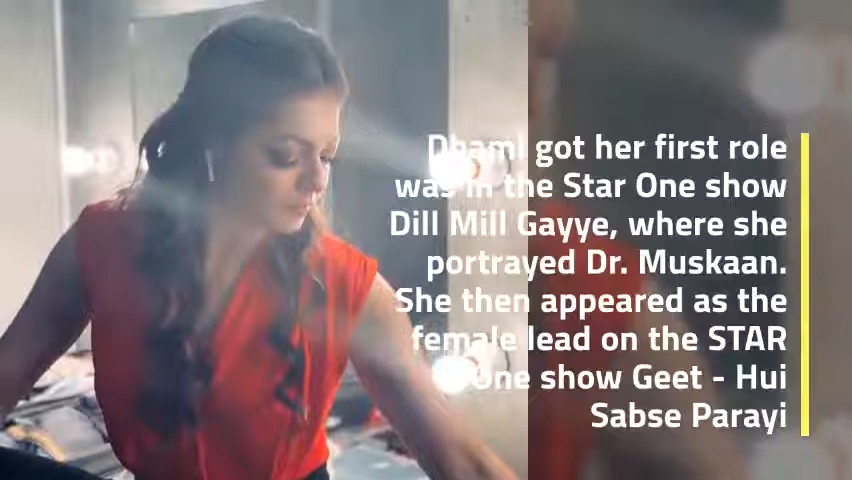 Dhami got her first role
was in the Star One show
Dill Mill Gayye, where she
portrayed Dr. Muskaan.
She then appeared as the
female lead on the STAR
One show Geet - Hui
Sabse Parayi